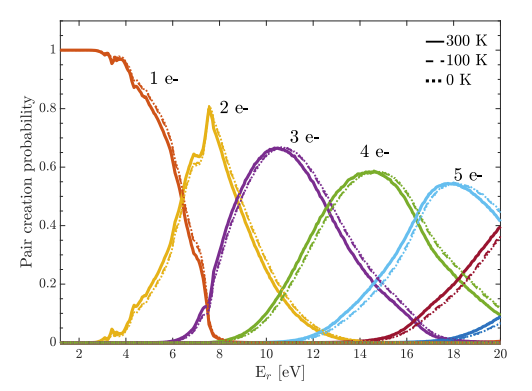 1
0.8
0.6
0.4
0.2
0
Pair creation probability
1 e-
2 e-
3 e-
4 e-
5 e-
300 K
100 K
0 K
2 4 6 8 10 12 14 16 18 20
E_r [eV]